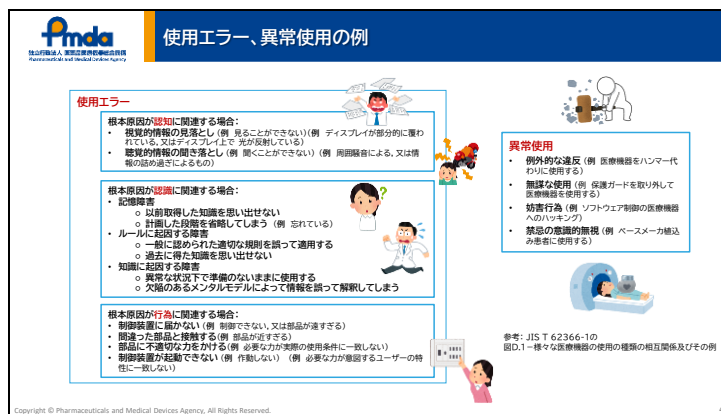 Pmda
独立行政法人 医薬品医療機器総合機構
Pharmaceuticals and Medical Devices Agency
使用エラー、異常使用の例
使用エラー
根本原因が認知に関連する場合：
• 視覚的情報の見落とし (例 見ることができない) (例 ディスプレイが部分的に覆わ
れている、又はディスプレイ上で 光が反射している)
• 聴覚的情報の聞き落とし (例 聞くことができない) (例 周囲騒音による、又は情
報の詰め過ぎによるもの)
根本原因が認識に関連する場合：
• 記憶障害
o 以前取得した知識を思い出せない
o 計画した段階を省略してしまう (例 忘れている)
• ルールに起因する障害
o 一般に認められた適切な規則を誤って適用する
o 過去に得た知識を思い出せない
• 知識に起因する障害
o 異常な状況下で準備のないままに使用する
o 欠陥のあるメンタルモデルによって情報を誤って解釈してしまう
根本原因が行為に関連する場合：
• 制御装置に届かない (例 制御できない、又は部品が遠すぎる)
• 間違った部品と接触する (例 部品が近すぎる)
• 部品に不適切な力をかける (例 必要な力が実際の使用条件に一致しない)
• 制御装置が起動できない (例 作動しない) (例 必要な力が意図するユーザーの特
性に一致しない)
異常使用
• 例外的な違反 (例 医療機器をハンマー代
わりに使用する)
• 無謀な使用 (例 保護ガードを取り外して
医療機器を使用する)
• 妨害行為 (例 ソフトウェア制御の医療機器
へのハッキング)
• 禁忌の意識的無視 (例 ペースメーカ植込
み患者に使用する)
参考: JIS T 62366-1の
図D.1－様々な医療機器の使用の種類の相互関係及びその例
Copyright © Pharmaceuticals and Medical Devices Agency, All Rights Reserved.